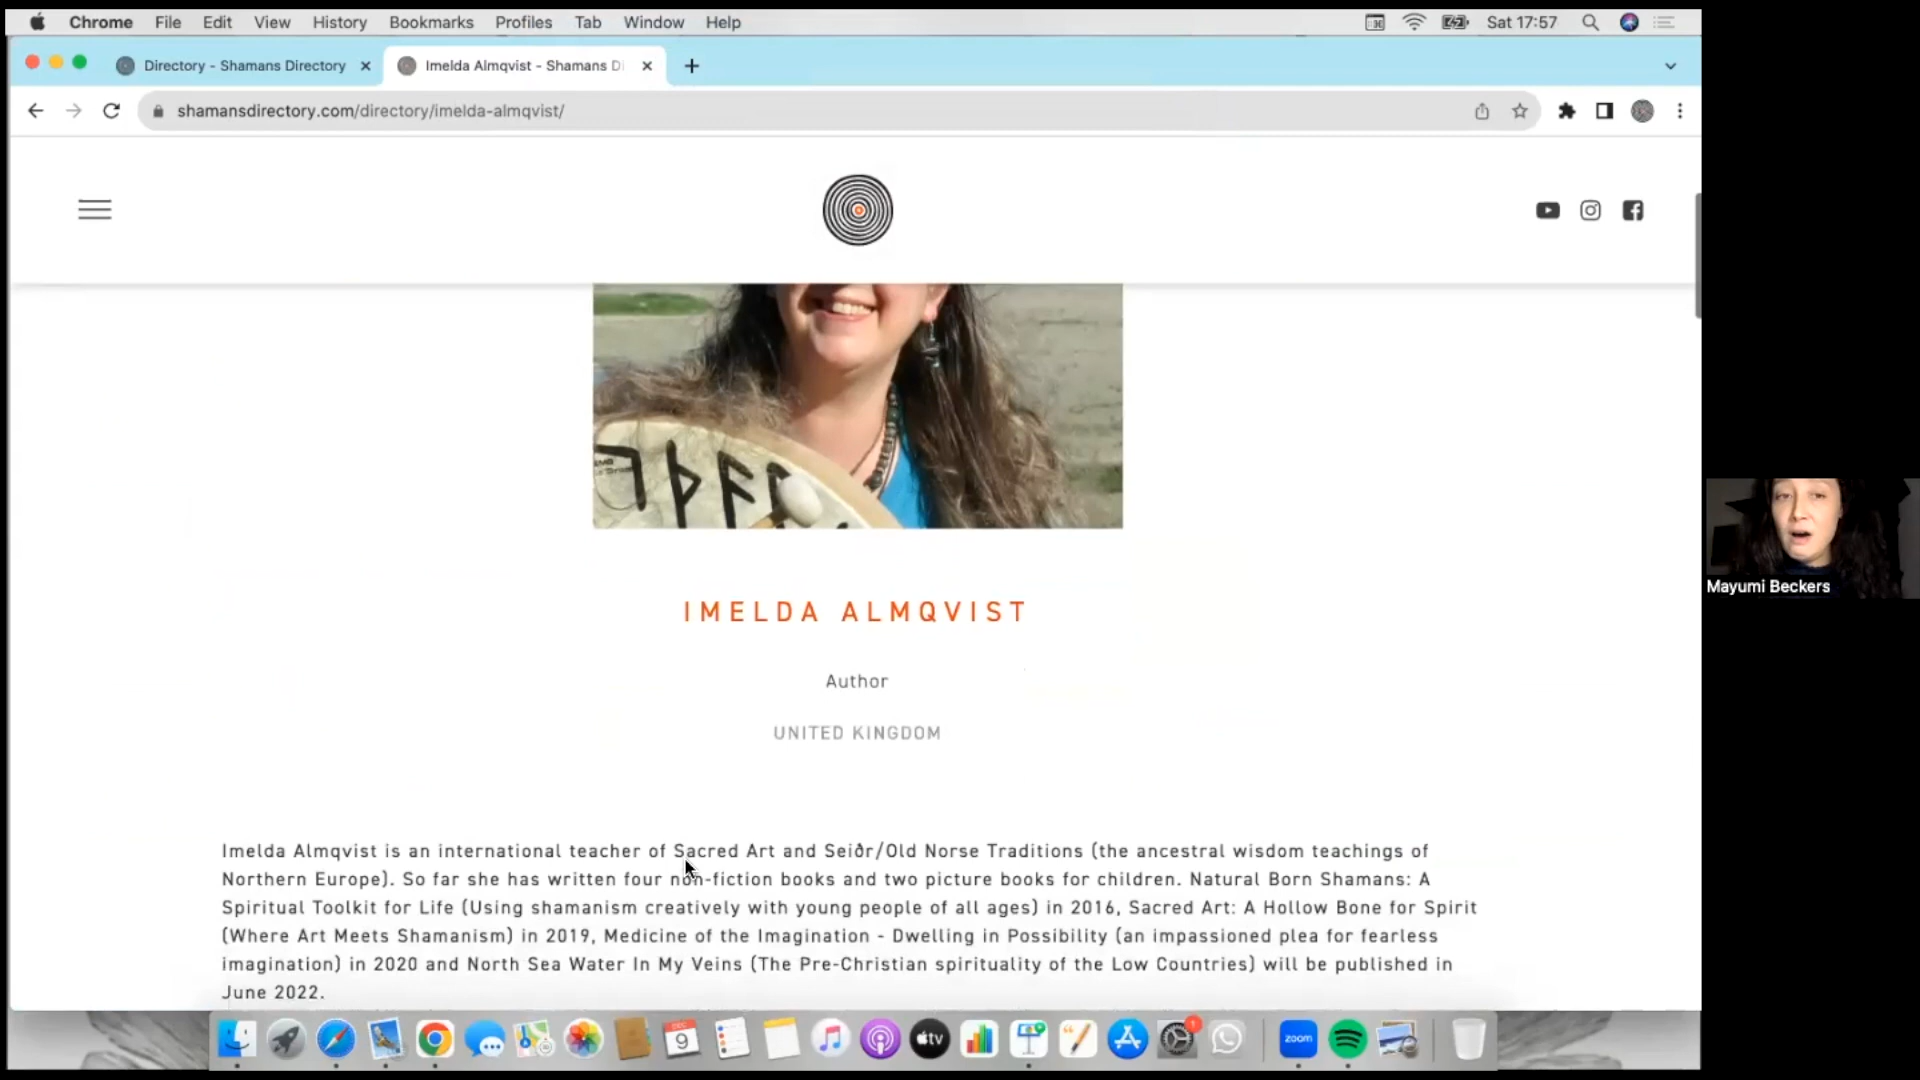 Chrome File Edit View History Bookmarks Profiles Tab Window Help Sat 17:57
Directory - Shamans Directory Imelda Almqvist - Shamans Di
shamansdirectory.com/directory/imelda-almqvist/
IMELDA ALMQVIST
Author
UNITED KINGDOM
Imelda Almqvist is an international teacher of Sacred Art and Seiðr/Old Norse Traditions (the ancestral wisdom teachings of
Northern Europe). So far she has written four non-fiction books and two picture books for children. Natural Born Shamans: A
Spiritual Toolkit for Life (Using shamanism creatively with young people of all ages) in 2016, Sacred Art: A Hollow Bone for Spirit
(Where Art Meets Shamanism) in 2019, Medicine of the Imagination - Dwelling in Possibility (an impassioned plea for fearless
imagination) in 2020 and North Sea Water In My Veins (The Pre-Christian spirituality of the Low Countries) will be published in
June 2022.
Mayumi Beckers
DEC
9
tv
1
zoom